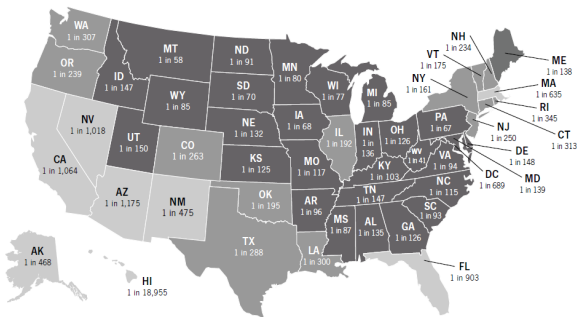 WA
1 in 307
OR
1 in 239
CA
1 in 1,064
NV
1 in 1,018
ID
1 in 147
MT
1 in 58
WY
1 in 85
UT
1 in 150
AZ
1 in 1,175
CO
1 in 263
NM
1 in 475
ND
1 in 91
SD
1 in 70
NE
1 in 132
KS
1 in 125
OK
1 in 195
TX
1 in 288
MN
1 in 80
IA
1 in 68
MO
1 in 117
AR
1 in 96
LA
1 in 300
WI
1 in 77
IL
1 in 192
MI
1 in 85
IN
1 in
136
OH
1 in 126
KY
1 in 103
TN
1 in 147
MS
1 in 87
AL
1 in 135
GA
1 in 126
FL
1 in 903
SC
1 in 93
NC
1 in 115
VA
1 in 94
WV
1 in 41
PA
1 in 67
NY
1 in 161
VT
1 in 175
NH
1 in 234
ME
1 in 138
MA
1 in 635
RI
1 in 345
CT
1 in 313
NJ
1 in 250
DE
1 in 148
MD
1 in 139
DC
1 in 689
AK
1 in 468
HI
1 in 18,955